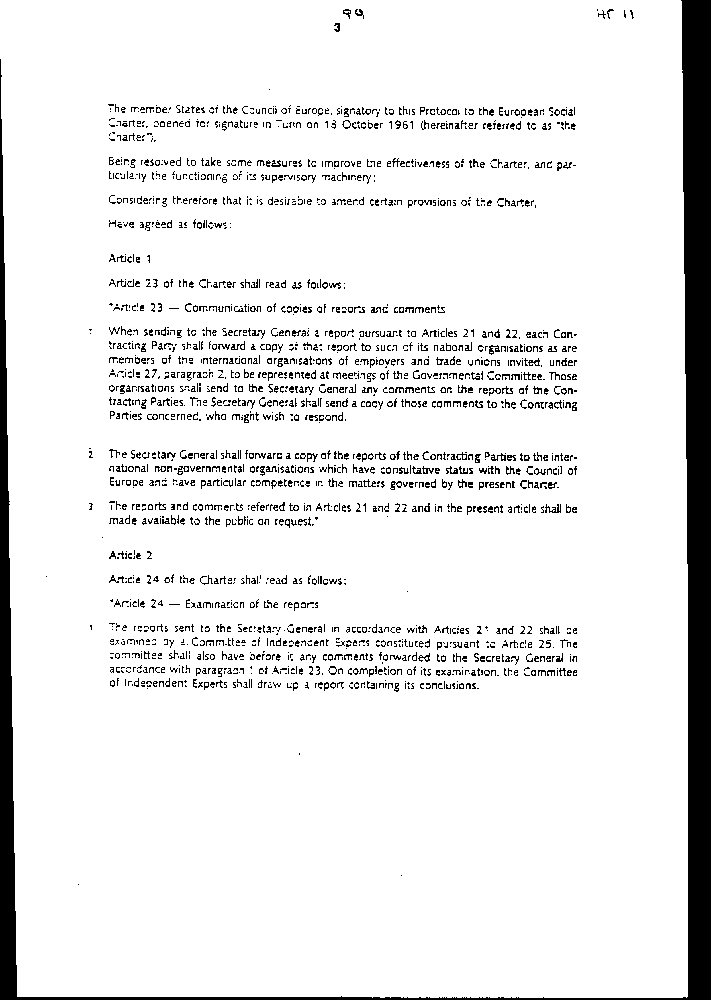 99
HГ 11
3
The member States of the Council of Europe, signatory to this Protocol to the European Social
Charter, opened for signature in Turin on 18 October 1961 (hereinafter referred to as "the
Charter"),
Being resolved to take some measures to improve the effectiveness of the Charter, and par-
ticularly the functioning of its supervisory machinery;
Considering therefore that it is desirable to amend certain provisions of the Charter,
Have agreed as follows:
Article 1
Article 23 of the Charter shall read as follows:
"Article 23 — Communication of copies of reports and comments
1 When sending to the Secretary General a report pursuant to Articles 21 and 22, each Con-
tracting Party shall forward a copy of that report to such of its national organisations as are
members of the international organisations of employers and trade unions invited, under
Article 27, paragraph 2, to be represented at meetings of the Governmental Committee. Those
organisations shall send to the Secretary General any comments on the reports of the Con-
tracting Parties. The Secretary General shall send a copy of those comments to the Contracting
Parties concerned, who might wish to respond.
2 The Secretary General shall forward a copy of the reports of the Contracting Parties to the inter-
national non-governmental organisations which have consultative status with the Council of
Europe and have particular competence in the matters governed by the present Charter.
3 The reports and comments referred to in Articles 21 and 22 and in the present article shall be
made available to the public on request."
Article 2
Article 24 of the Charter shall read as follows:
"Article 24 — Examination of the reports
1 The reports sent to the Secretary General in accordance with Articles 21 and 22 shall be
examined by a Committee of Independent Experts constituted pursuant to Article 25. The
committee shall also have before it any comments forwarded to the Secretary General in
accordance with paragraph 1 of Article 23. On completion of its examination, the Committee
of Independent Experts shall draw up a report containing its conclusions.